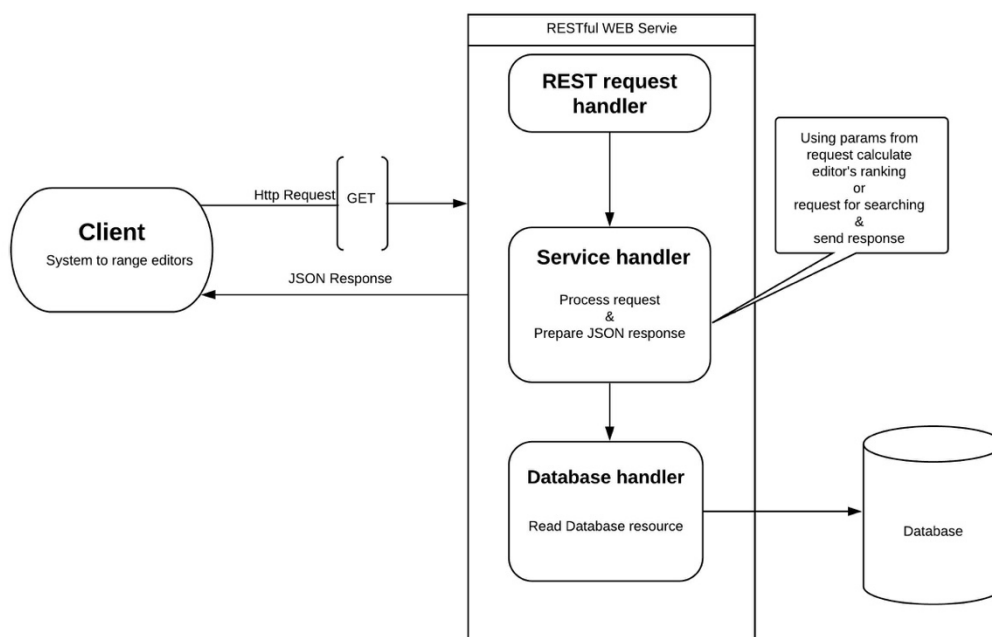 RESTful WEB Servie
REST request
handler
Using params from
request calculate
editor's ranking
or
request for searching
&
send response
Http Request
GET
Client
System to range editors
JSON Response
Service handler
Process request
&
Prepare JSON response
Database handler
Read Database resource
Database